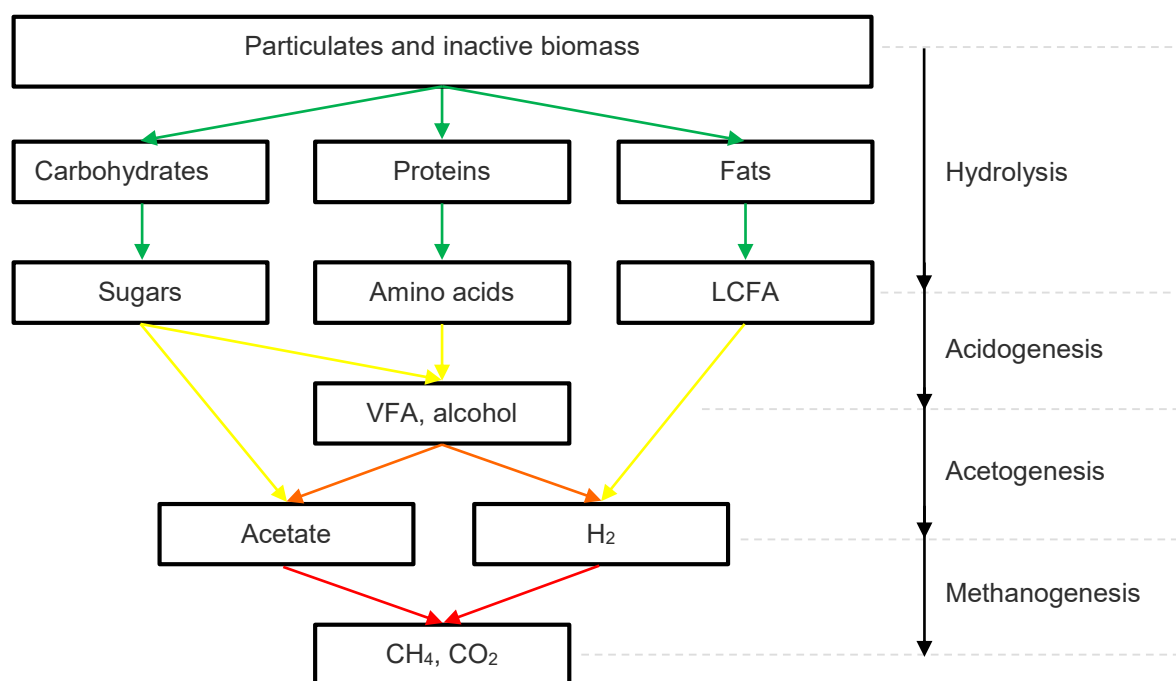 Particulates and inactive biomass
Carbohydrates
Proteins
Fats
Hydrolysis
Sugars
Amino acids
LCFA
Acidogenesis
VFA, alcohol
Acetogenesis
Acetate
H₂
Methanogenesis
CH₄, CO₂